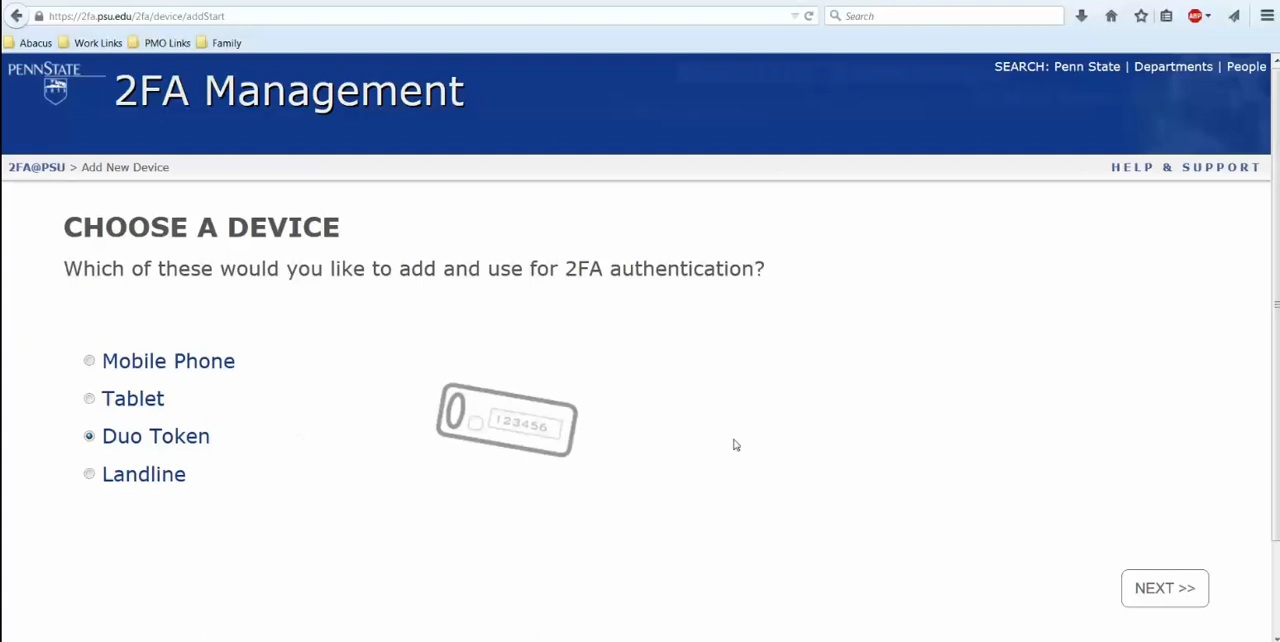 https://2fa.psu.edu/2fa/device/addStart
Search
ABP
Abacus Work Links PMO Links Family
PENNSTATE
2FA Management
SEARCH: Penn State | Departments | People
2FA@PSU > Add New Device
HELP & SUPPORT
CHOOSE A DEVICE
Which of these would you like to add and use for 2FA authentication?
Mobile Phone
Tablet
Duo Token
Landline
123456
NEXT >>